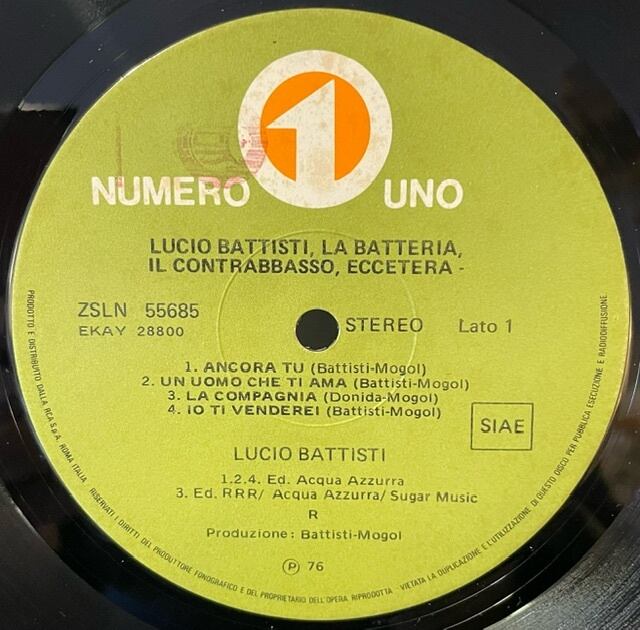 1
NUMERO UNO
LUCIO BATTISTI, LA BATTERIA,
IL CONTRABBASSO, ECCETERA -
ZSLN 55685
EKAY 28800
STEREO
Lato 1
1. ANCORA TU (Battisti-Mogol)
2. UN UOMO CHE TI AMA (Battisti-Mogol)
3. LA COMPAGNIA (Donida-Mogol)
4. IO TI VENDEREI (Battisti-Mogol)
SIAE
LUCIO BATTISTI
1.2.4. Ed. Acqua Azzurra
3. Ed. RRR/ Acqua Azzurra/ Sugar Music
R
Produzione: Battisti-Mogol
Ⓟ 76
PRODOTTO E DISTRIBUITO DALLA RCA S.p.A. ROMA ITALIA - RISERVATI I DIRITTI DEL PRODUTTORE FONOGRAFICO E DEL PROPRIETARIO DELL'OPERA RIPRODOTTA - VIETATA LA DUPLICAZIONE E L'UTILIZZAZIONE DI QUESTO DISCO PER PUBBLICA ESECUZIONE E RADIODIFFUSIONE.